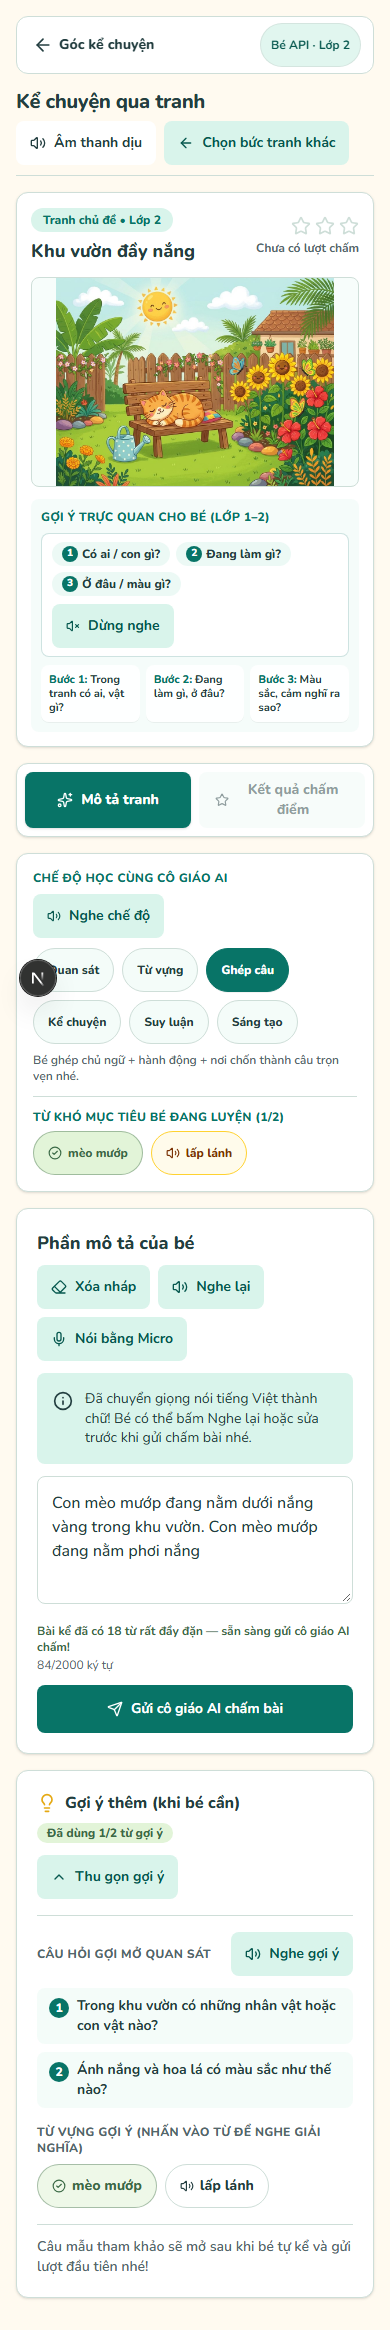 Góc kể chuyện
Bé API · Lớp 2
Kể chuyện qua tranh
Âm thanh dịu
Chọn bức tranh khác
Tranh chủ đề • Lớp 2
Khu vườn đầy nắng
Chưa có lượt chấm
GỢI Ý TRỰC QUAN CHO BÉ (LỚP 1–2)
1 Có ai / con gì?
2 Đang làm gì?
3 Ở đâu / màu gì?
Dừng nghe
Bước 1: Trong
tranh có ai, vật
gì?
Bước 2: Đang
làm gì, ở đâu?
Bước 3: Màu
sắc, cảm nghĩ ra
sao?
Mô tả tranh
Kết quả chấm
điểm
CHẾ ĐỘ HỌC CÙNG CÔ GIÁO AI
Nghe chế độ
N
Quan sát
Từ vựng
Ghép câu
Kể chuyện
Suy luận
Sáng tạo
Bé ghép chủ ngữ + hành động + nơi chốn thành câu trọn
vẹn nhé.
TỪ KHÓ MỤC TIÊU BÉ ĐANG LUYỆN (1/2)
mèo mướp
lấp lánh
Phần mô tả của bé
Xóa nháp
Nghe lại
Nói bằng Micro
Đã chuyển giọng nói tiếng Việt thành
chữ! Bé có thể bấm Nghe lại hoặc sửa
trước khi gửi chấm bài nhé.
Con mèo mướp đang nằm dưới nắng
vàng trong khu vườn. Con mèo mướp
đang nằm phơi nắng
Bài kể đã có 18 từ rất đầy đặn — sẵn sàng gửi cô giáo AI
chấm!
84/2000 ký tự
Gửi cô giáo AI chấm bài
Gợi ý thêm (khi bé cần)
Đã dùng 1/2 từ gợi ý
Thu gọn gợi ý
CÂU HỎI GỢI MỞ QUAN SÁT
Nghe gợi ý
1 Trong khu vườn có những nhân vật hoặc
con vật nào?
2 Ánh nắng và hoa lá có màu sắc như thế
nào?
TỪ VỰNG GỢI Ý (NHẤN VÀO TỪ ĐỂ NGHE GIẢI
NGHĨA)
mèo mướp
lấp lánh
Câu mẫu tham khảo sẽ mở sau khi bé tự kể và gửi
lượt đầu tiên nhé!